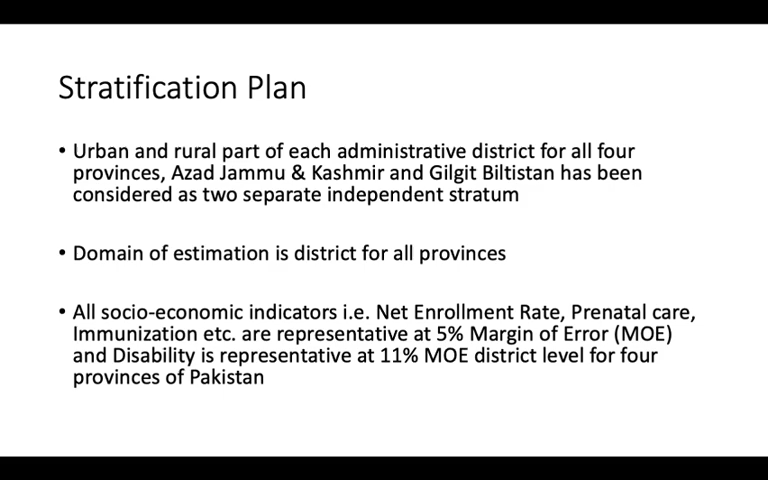 Stratification Plan
• Urban and rural part of each administrative district for all four
provinces, Azad Jammu & Kashmir and Gilgit Biltistan has been
considered as two separate independent stratum
• Domain of estimation is district for all provinces
• All socio-economic indicators i.e. Net Enrollment Rate, Prenatal care,
Immunization etc. are representative at 5% Margin of Error (MOE)
and Disability is representative at 11% MOE district level for four
provinces of Pakistan